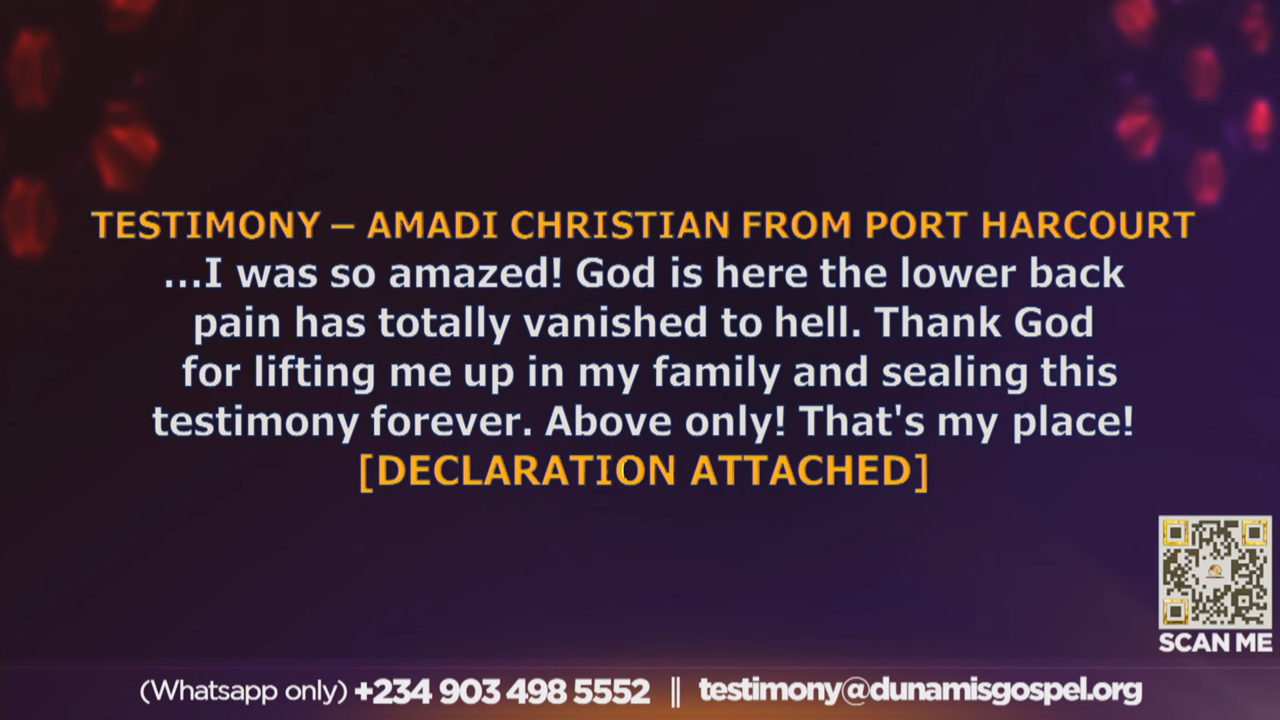 TESTIMONY – AMADI CHRISTIAN FROM PORT HARCOURT
...I was so amazed! God is here the lower back
pain has totally vanished to hell. Thank God
for lifting me up in my family and sealing this
testimony forever. Above only! That's my place!
[DECLARATION ATTACHED]
SCAN ME
(Whatsapp only) +234 903 498 5552 || testimony@dunamisgospel.org